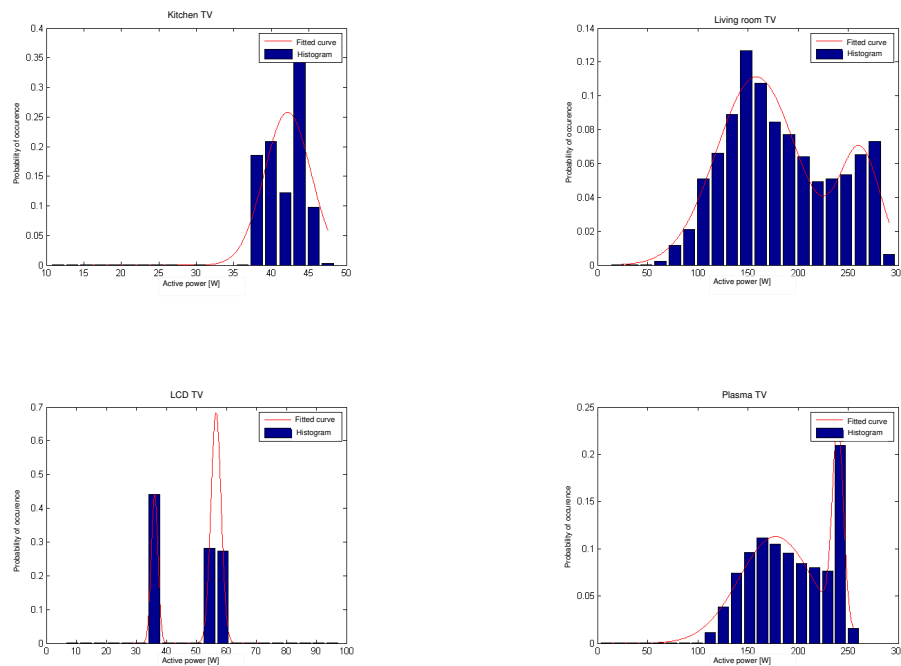 Kitchen TV
0.4
0.35
0.3
0.25
0.2
0.15
0.1
0.05
0
Probability of occurence
Fitted curve
Histogram
10 15 20 25 30 35 40 45 50
Active power [W]
Living room TV
0.14
0.12
0.1
0.08
0.06
0.04
0.02
0
Probability of occurence
Fitted curve
Histogram
0 50 100 150 200 250 300
Active power [W]
LCD TV
0.7
0.6
0.5
0.4
0.3
0.2
0.1
0
Probability of occurence
Fitted curve
Histogram
0 10 20 30 40 50 60 70 80 90 100
Active power [W]
Plasma TV
0.25
0.2
0.15
0.1
0.05
0
Probability of occurence
Fitted curve
Histogram
0 50 100 150 200 250 300
Active power [W]